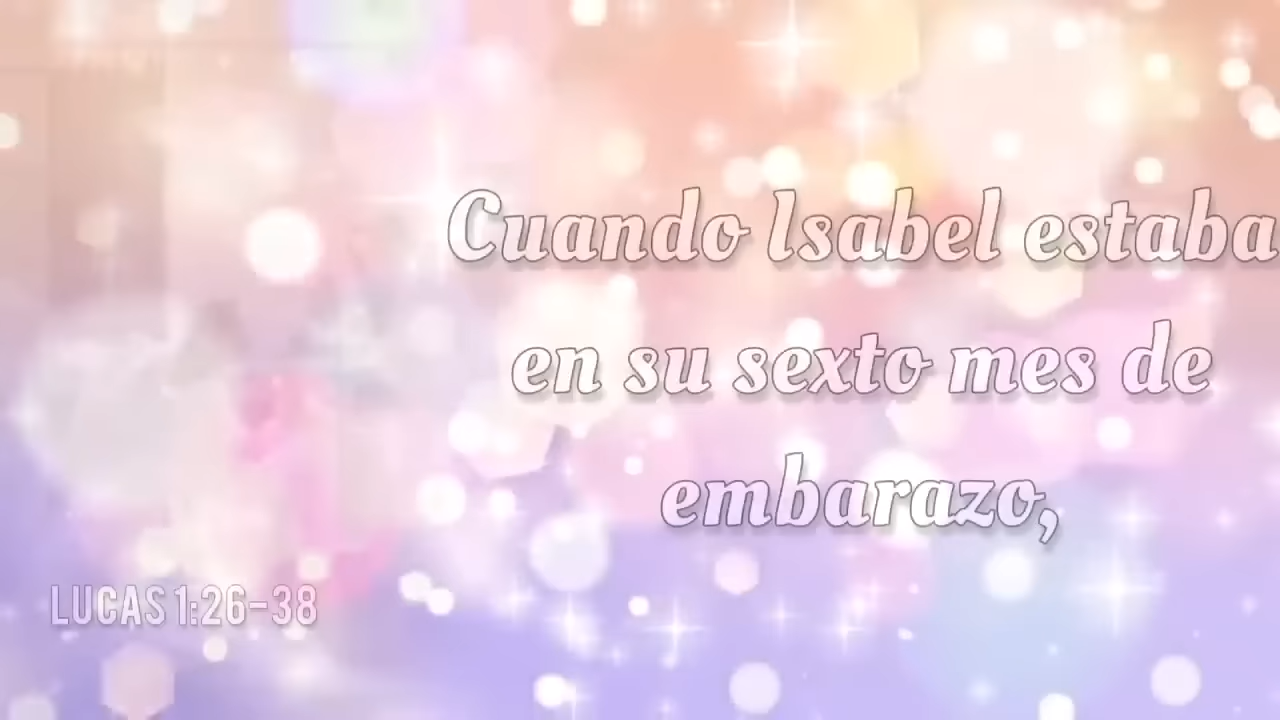 Cuando Isabel estaba
en su sexto mes de
embarazo,
LUCAS 1:26-38